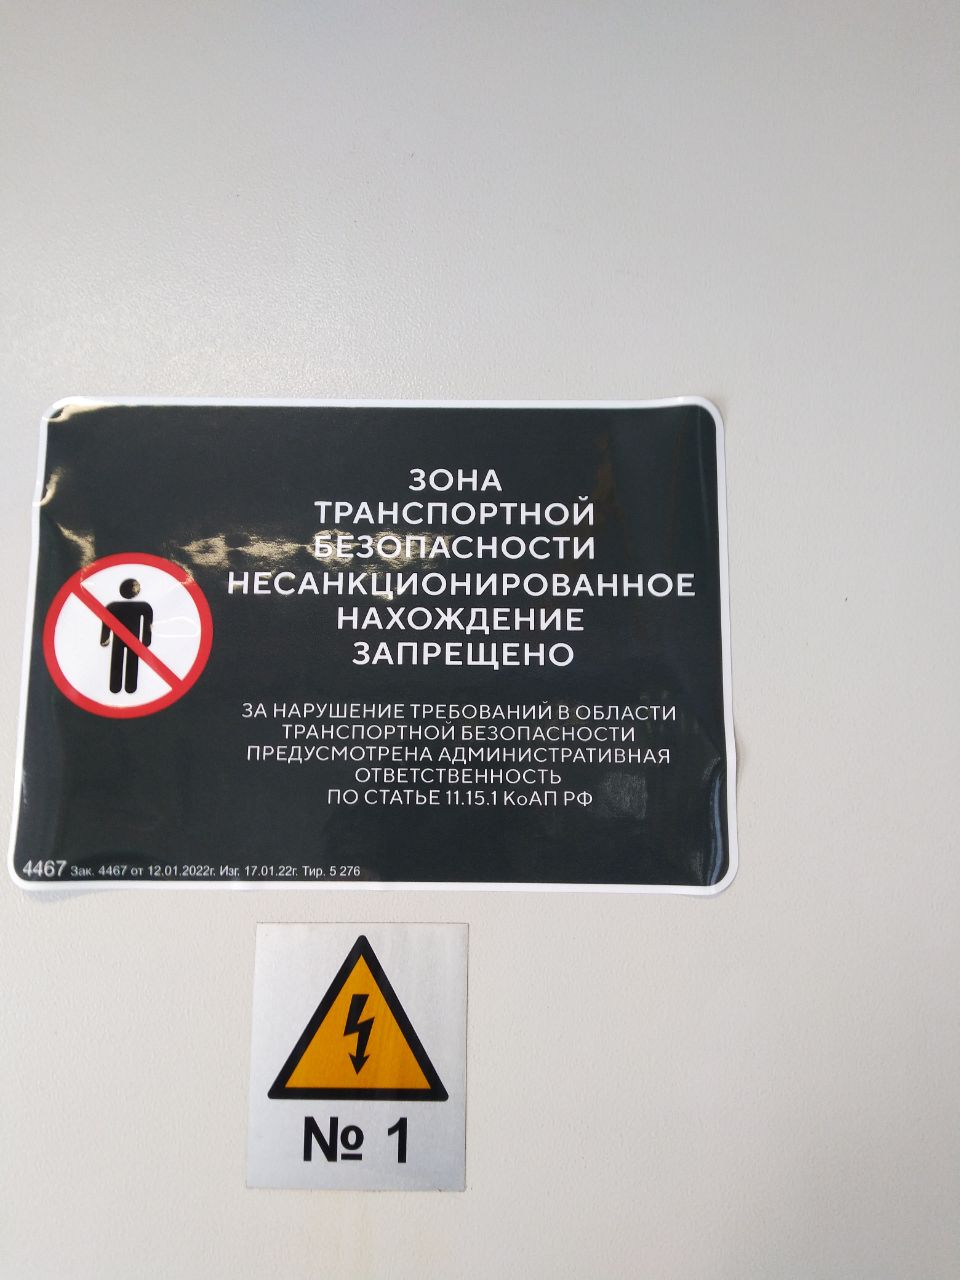 ЗОНА
ТРАНСПОРТНОЙ
БЕЗОПАСНОСТИ
НЕСАНКЦИОНИРОВАННОЕ
НАХОЖДЕНИЕ
ЗАПРЕЩЕНО
ЗА НАРУШЕНИЕ ТРЕБОВАНИЙ В ОБЛАСТИ
ТРАНСПОРТНОЙ БЕЗОПАСНОСТИ
ПРЕДУСМОТРЕНА АДМИНИСТРАТИВНАЯ
ОТВЕТСТВЕННОСТЬ
ПО СТАТЬЕ 11.15.1 КоАП РФ
4467 Зак. 4467 от 12.01.2022г. Изг. 17.01.22г. Тир. 5 276
№ 1